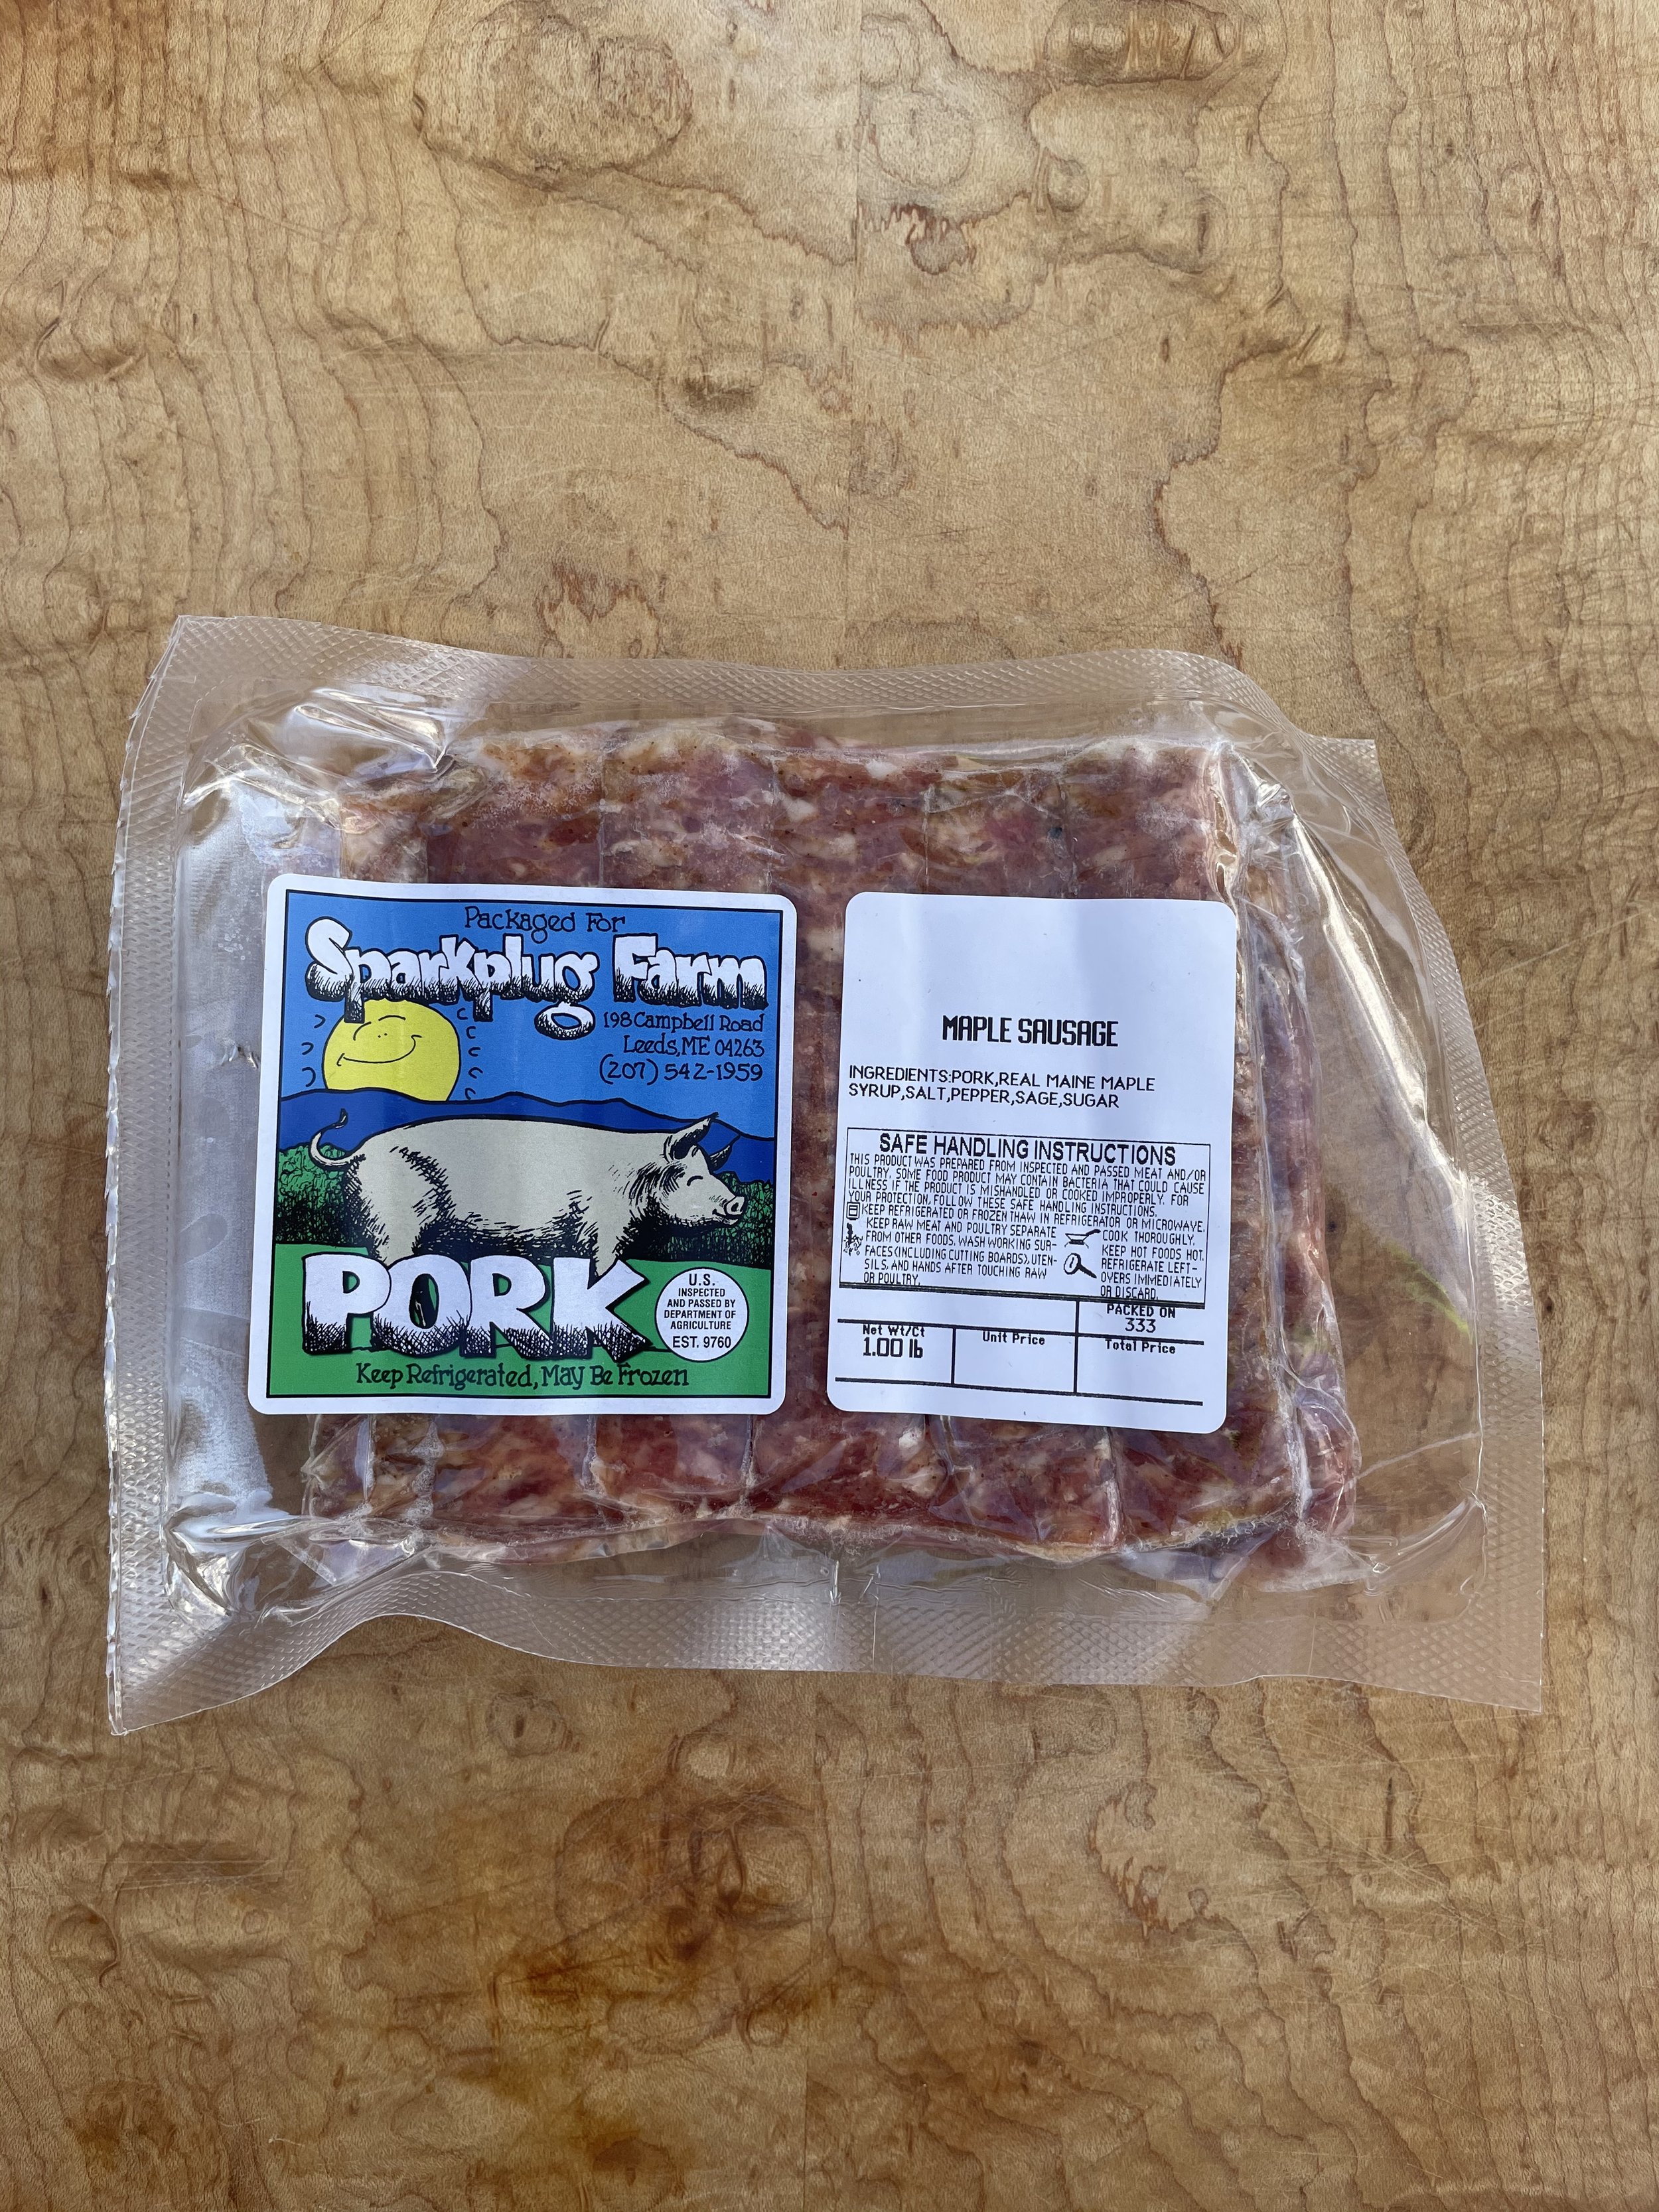 Packaged For
Sparkplug Farm
198 Campbell Road
Leeds, ME 04263
(207) 542-1959
PORK
U.S.
INSPECTED
AND PASSED BY
DEPARTMENT OF
AGRICULTURE
EST. 9760
Keep Refrigerated, May Be Frozen
MAPLE SAUSAGE
INGREDIENTS:PORK,REAL MAINE MAPLE
SYRUP,SALT,PEPPER,SAGE,SUGAR
SAFE HANDLING INSTRUCTIONS
THIS PRODUCT WAS PREPARED FROM INSPECTED AND PASSED MEAT AND/OR
POULTRY. SOME FOOD PRODUCT MAY CONTAIN BACTERIA THAT COULD CAUSE
ILLNESS IF THE PRODUCT IS MISHANDLED OR COOKED IMPROPERLY. FOR
YOUR PROTECTION, FOLLOW THESE SAFE HANDLING INSTRUCTIONS.
KEEP REFRIGERATED OR FROZEN THAW IN REFRIGERATOR OR MICROWAVE.
KEEP RAW MEAT AND POULTRY SEPARATE
FROM OTHER FOODS. WASH WORKING SUR-
FACES (INCLUDING CUTTING BOARDS), UTEN-
SILS, AND HANDS AFTER TOUCHING RAW
OR POULTRY.
COOK THOROUGHLY.
KEEP HOT FOODS HOT.
REFRIGERATE LEFT-
OVERS IMMEDIATELY
OR DISCARD.
PACKED ON
333
Net Wt/Ct
1.00 lb
Unit Price
Total Price